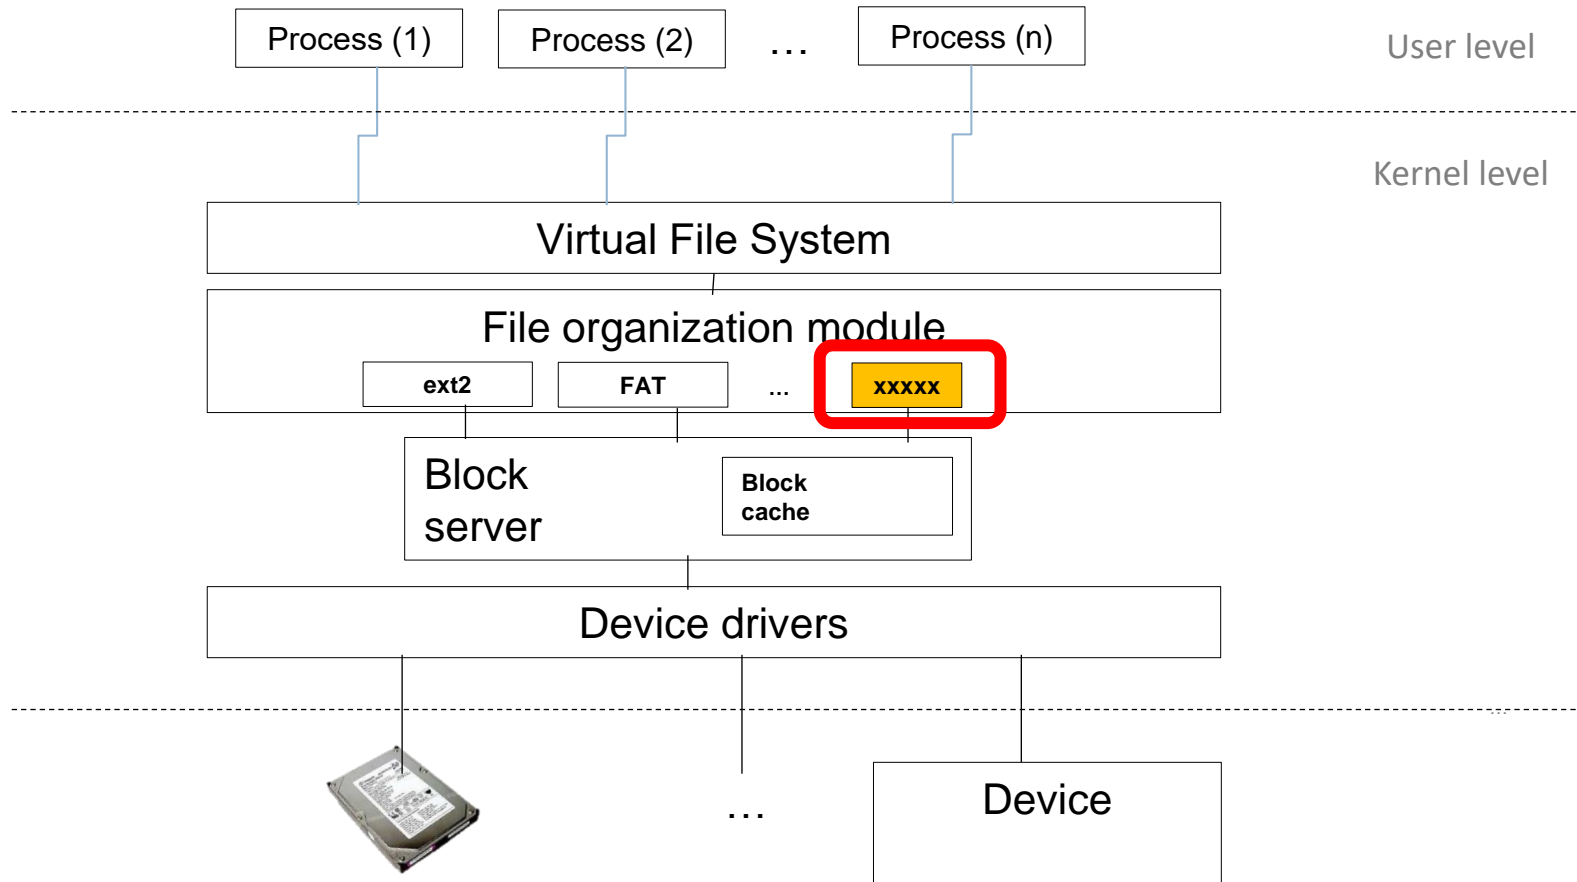 Process (1)
Process (2)
...
Process (n)
User level
Kernel level
Virtual File System
File organization module
ext2
FAT
...
xxxxx
Block
server
Block
cache
Device drivers
...
...
Device